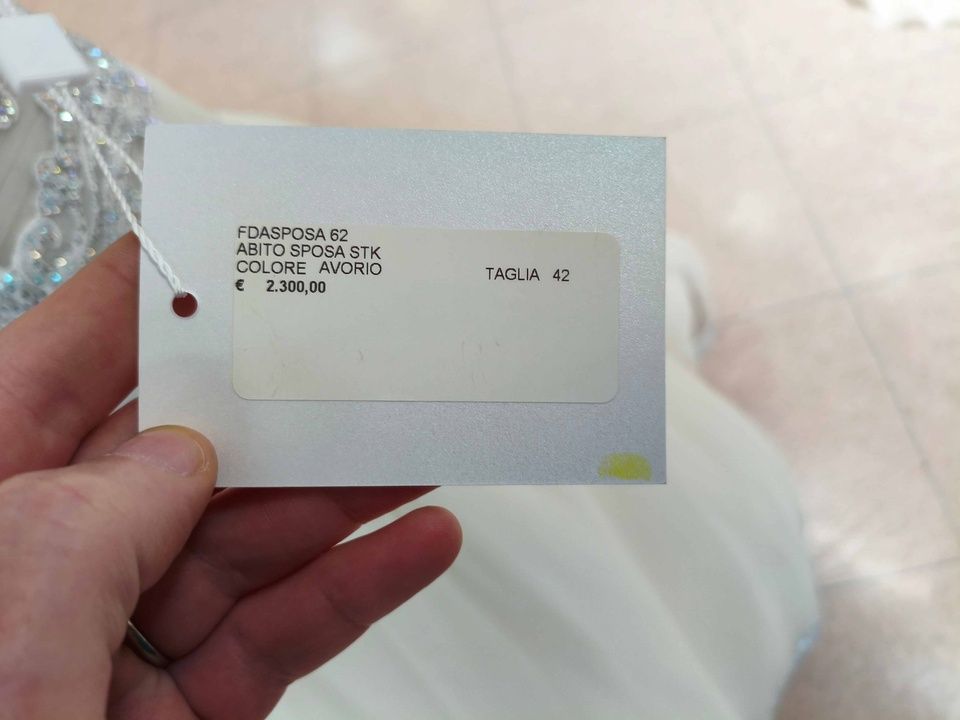 FDASPOSA 62
ABITO SPOSA STK
COLORE AVORIO TAGLIA 42
€ 2.300,00